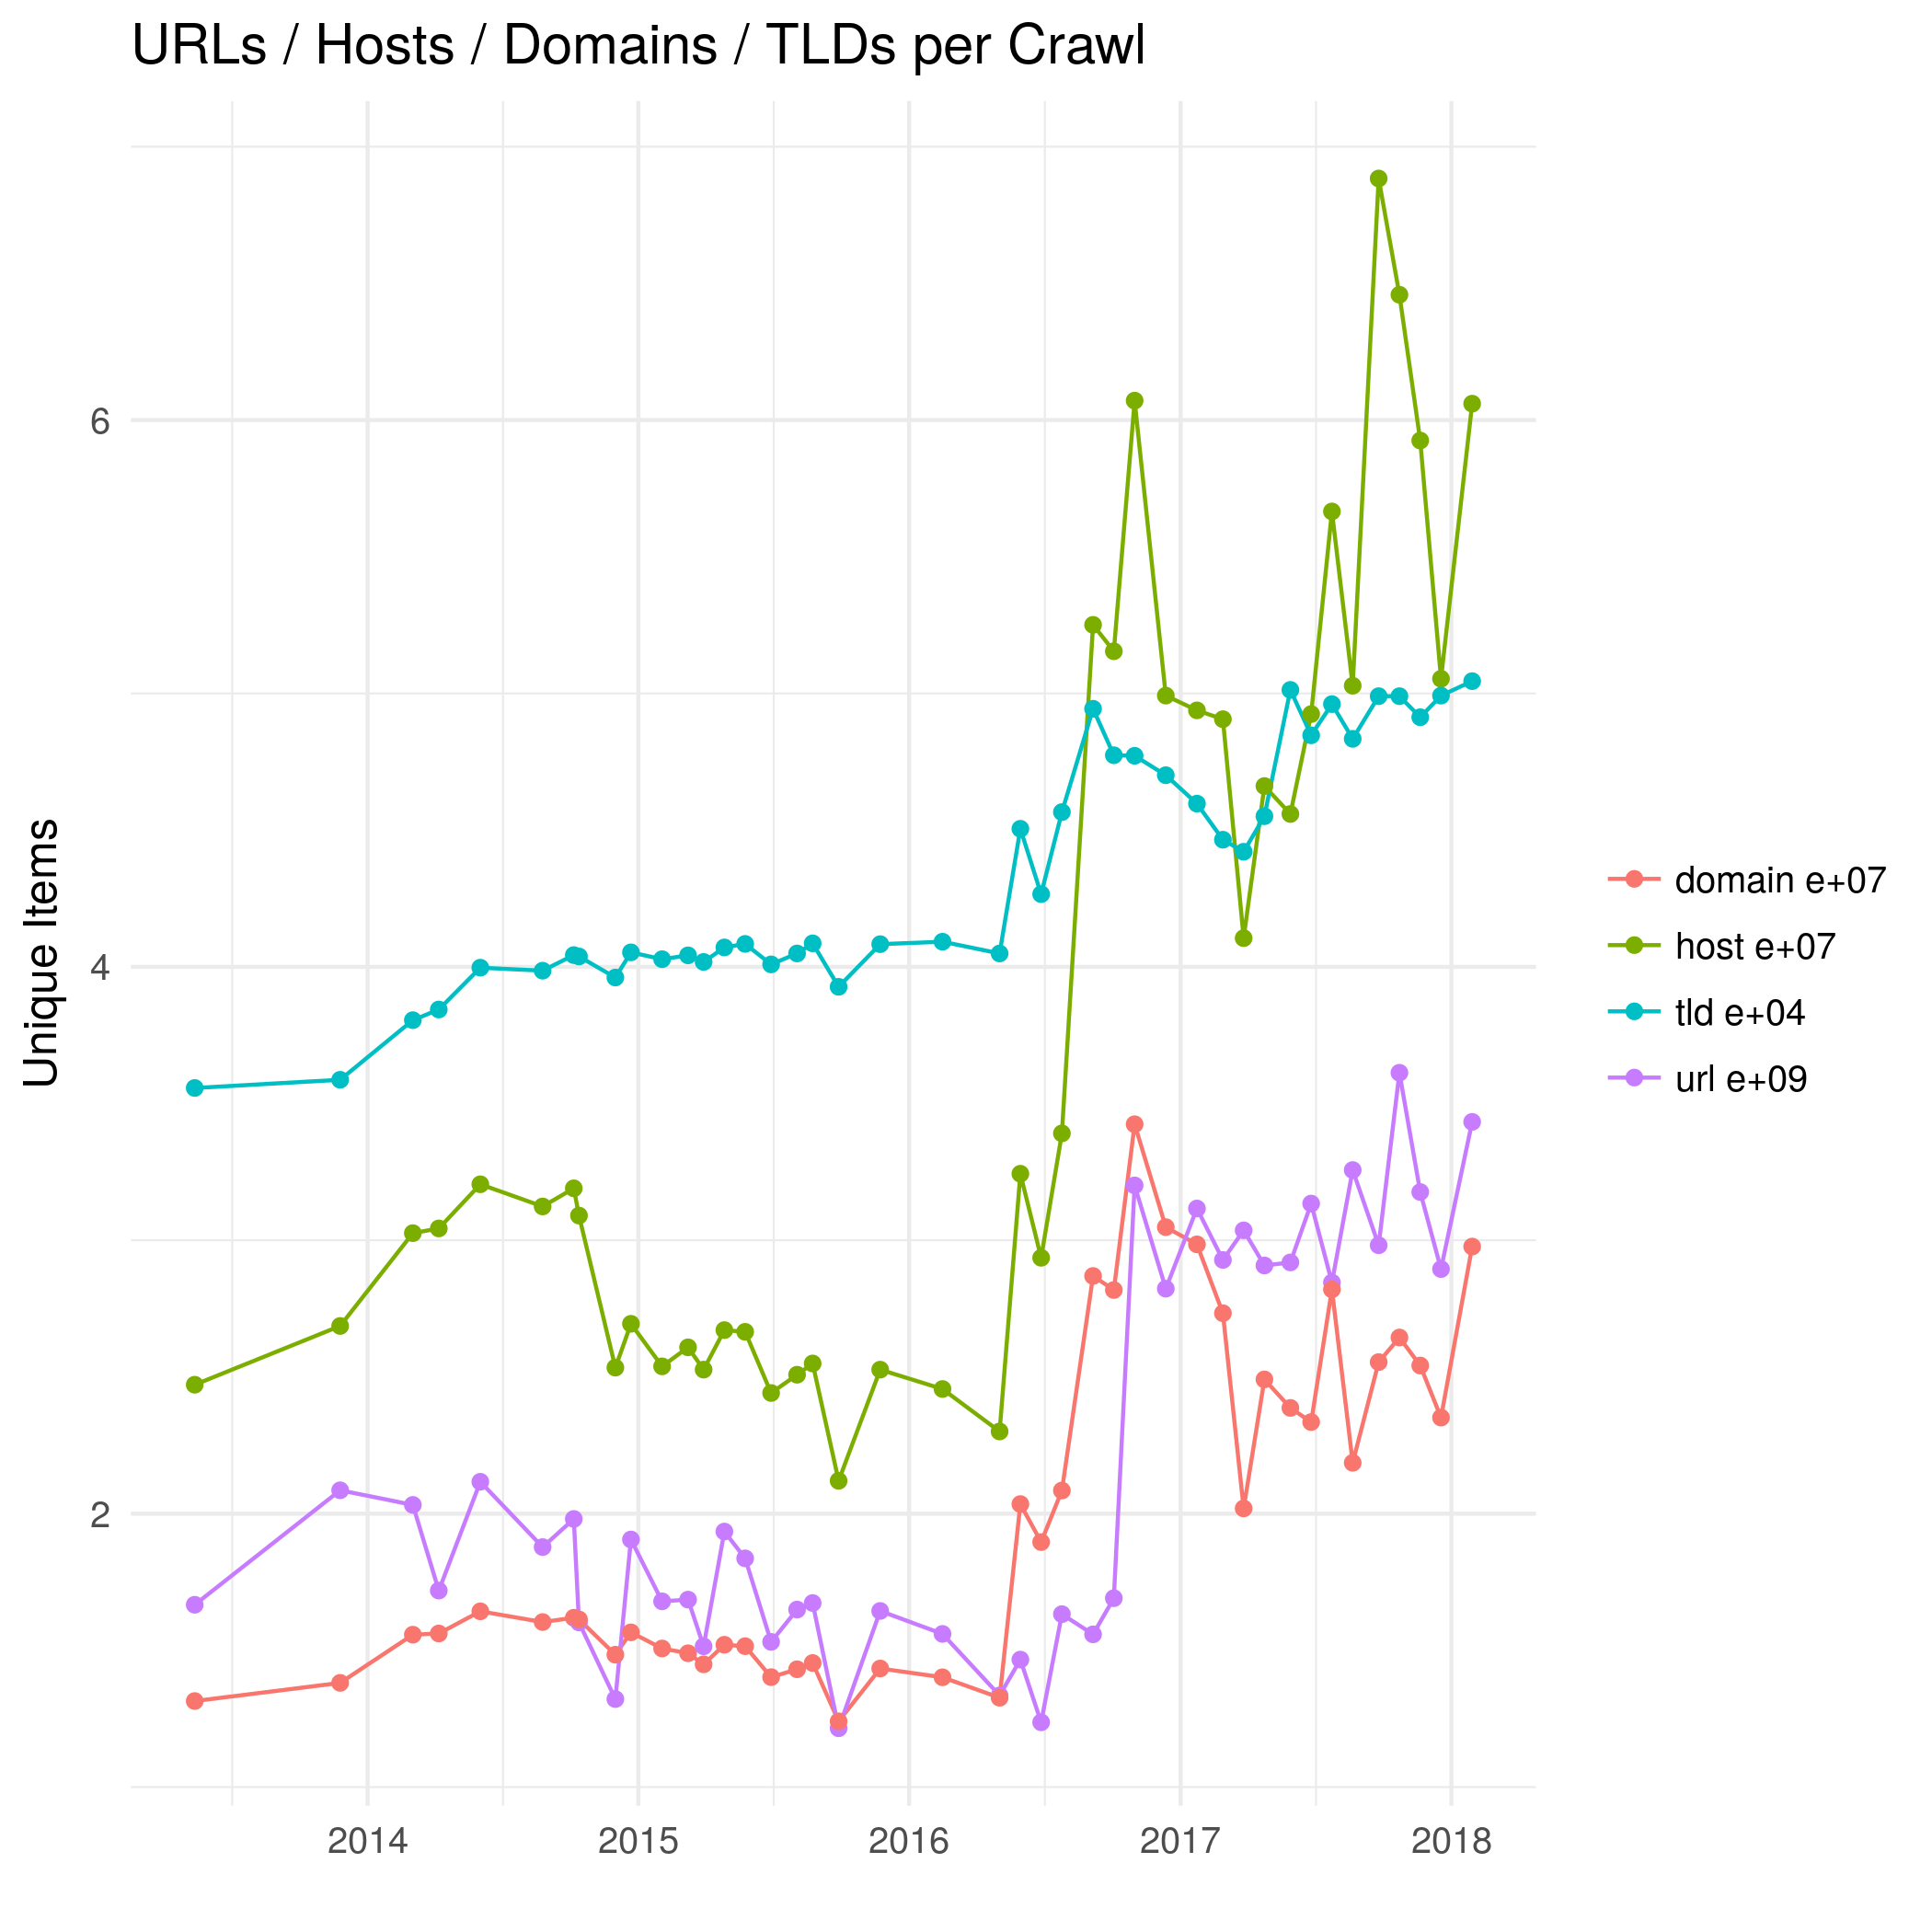 URLs / Hosts / Domains / TLDs per Crawl
Unique Items
6
4
2
2014 2015 2016 2017 2018
domain e+07
host e+07
tld e+04
url e+09